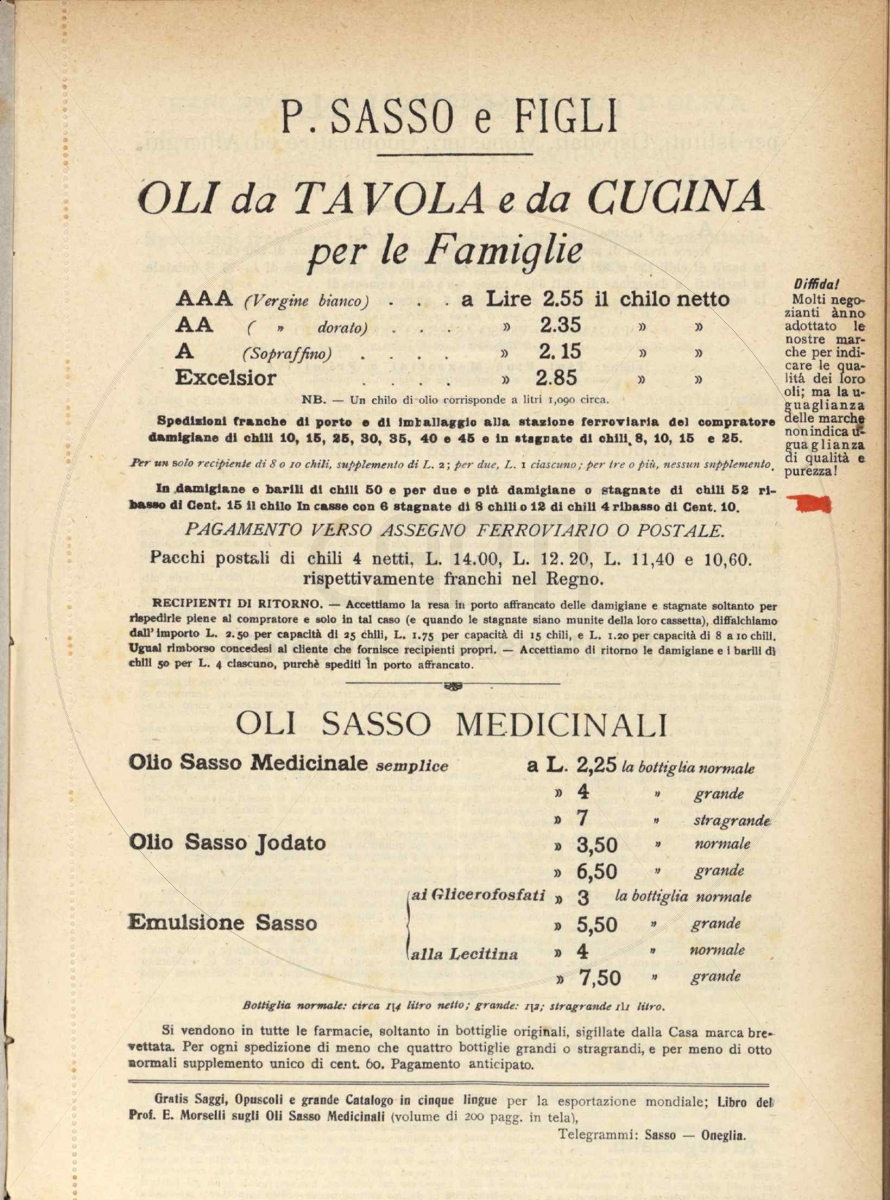 P. SASSO e FIGLI
OLI da TAVOLA e da CUCINA
per le Famiglie
AAA (Vergine bianco) . . . a Lire 2.55 il chilo netto
AA ( » dorato) . . . » 2.35 » »
A (Sopraffino) . . . . » 2.15 » »
Excelsior . . . . » 2.85 » »
NB. — Un chilo di olio corrisponde a litri 1,090 circa.
Spedizioni franche di porto e di imballaggio alla stazione ferroviaria del compratore
damigiane di chili 10, 15, 25, 30, 35, 40 e 45 e in stagnate di chili 8, 10, 15 e 25.
Per un solo recipiente di 8 o 10 chili, supplemento di L. 2; per due, L. 1 ciascuno; per tre o più, nessun supplemento.
In damigiane e barili di chili 50 e per due e più damigiane o stagnate di chili 52 ri-
basso di Cent. 15 il chilo In casse con 6 stagnate di 8 chili o 12 di chili 4 ribasso di Cent. 10.
PAGAMENTO VERSO ASSEGNO FERROVIARIO O POSTALE.
Pacchi postali di chili 4 netti, L. 14.00, L. 12.20, L. 11,40 e 10,60.
rispettivamente franchi nel Regno.
RECIPIENTI DI RITORNO. — Accettiamo la resa in porto affrancato delle damigiane e stagnate soltanto per
rispedirle piene al compratore e solo in tal caso (e quando le stagnate siano munite della loro cassetta), diffalchiamo
dall'importo L. 2.50 per capacità di 25 chili, L. 1.75 per capacità di 15 chili, e L. 1.20 per capacità di 8 a 10 chili.
Ugual rimborso concedesi al cliente che fornisce recipienti propri. — Accettiamo di ritorno le damigiane e i barili di
chili 50 per L. 4 ciascuno, purchè spediti in porto affrancato.
Diffida!
Molti nego-
zianti ànno
adottato le
nostre mar-
che per indi-
care le qua-
lità dei loro
oli; ma la u-
guaglianza
delle marche
non indica u-
guaglianza
di qualità e
purezza!
OLI SASSO MEDICINALI
Olio Sasso Medicinale semplice a L. 2,25 la bottiglia normale
» 4 » grande
» 7 » stragrande
Olio Sasso Jodato » 3,50 » normale
» 6,50 » grande
Emulsione Sasso
ai Glicerofosfati » 3 la bottiglia normale
» 5,50 » grande
alla Lecitina » 4 » normale
» 7,50 » grande
Bottiglia normale: circa 1|4 litro netto; grande: 1|2; stragrande 1\1 litro.
Si vendono in tutte le farmacie, soltanto in bottiglie originali, sigillate dalla Casa marca bre-
vettata. Per ogni spedizione di meno che quattro bottiglie grandi o stragrandi, e per meno di otto
normali supplemento unico di cent. 60. Pagamento anticipato.
Gratis Saggi, Opuscoli e grande Catalogo in cinque lingue per la esportazione mondiale; Libro del
Prof. E. Morselli sugli Oli Sasso Medicinali (volume di 200 pagg. in tela),
Telegrammi: Sasso — Oneglia.